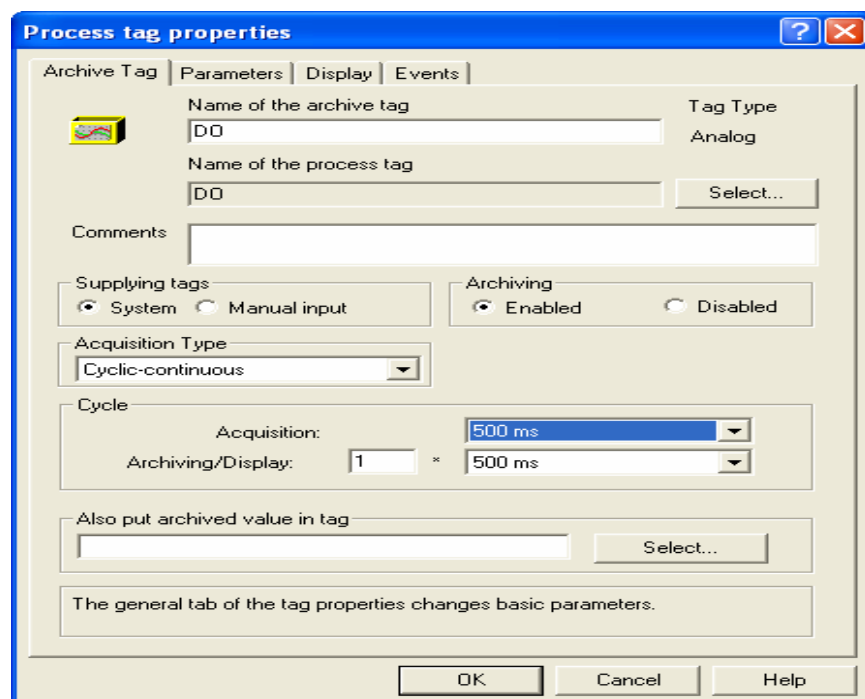 Process tag properties
Archive Tag
Parameters
Display
Events
Name of the archive tag
Tag Type
DO
Analog
Name of the process tag
DO
Select...
Comments
Supplying tags
System
Manual input
Archiving
Enabled
Disabled
Acquisition Type
Cyclic-continuous
Cycle
Acquisition:
500 ms
Archiving/Display:
1
*
500 ms
Also put archived value in tag
Select...
The general tab of the tag properties changes basic parameters.
OK
Cancel
Help